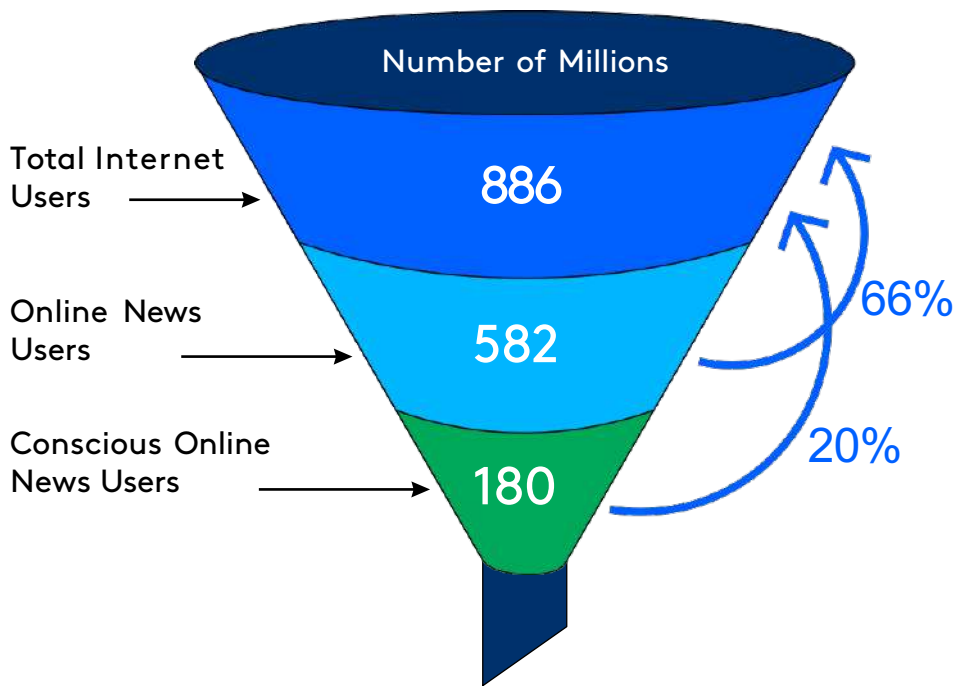 Number of Millions
Total Internet
Users
886
Online News
Users
582
66%
Conscious Online
News Users
180
20%